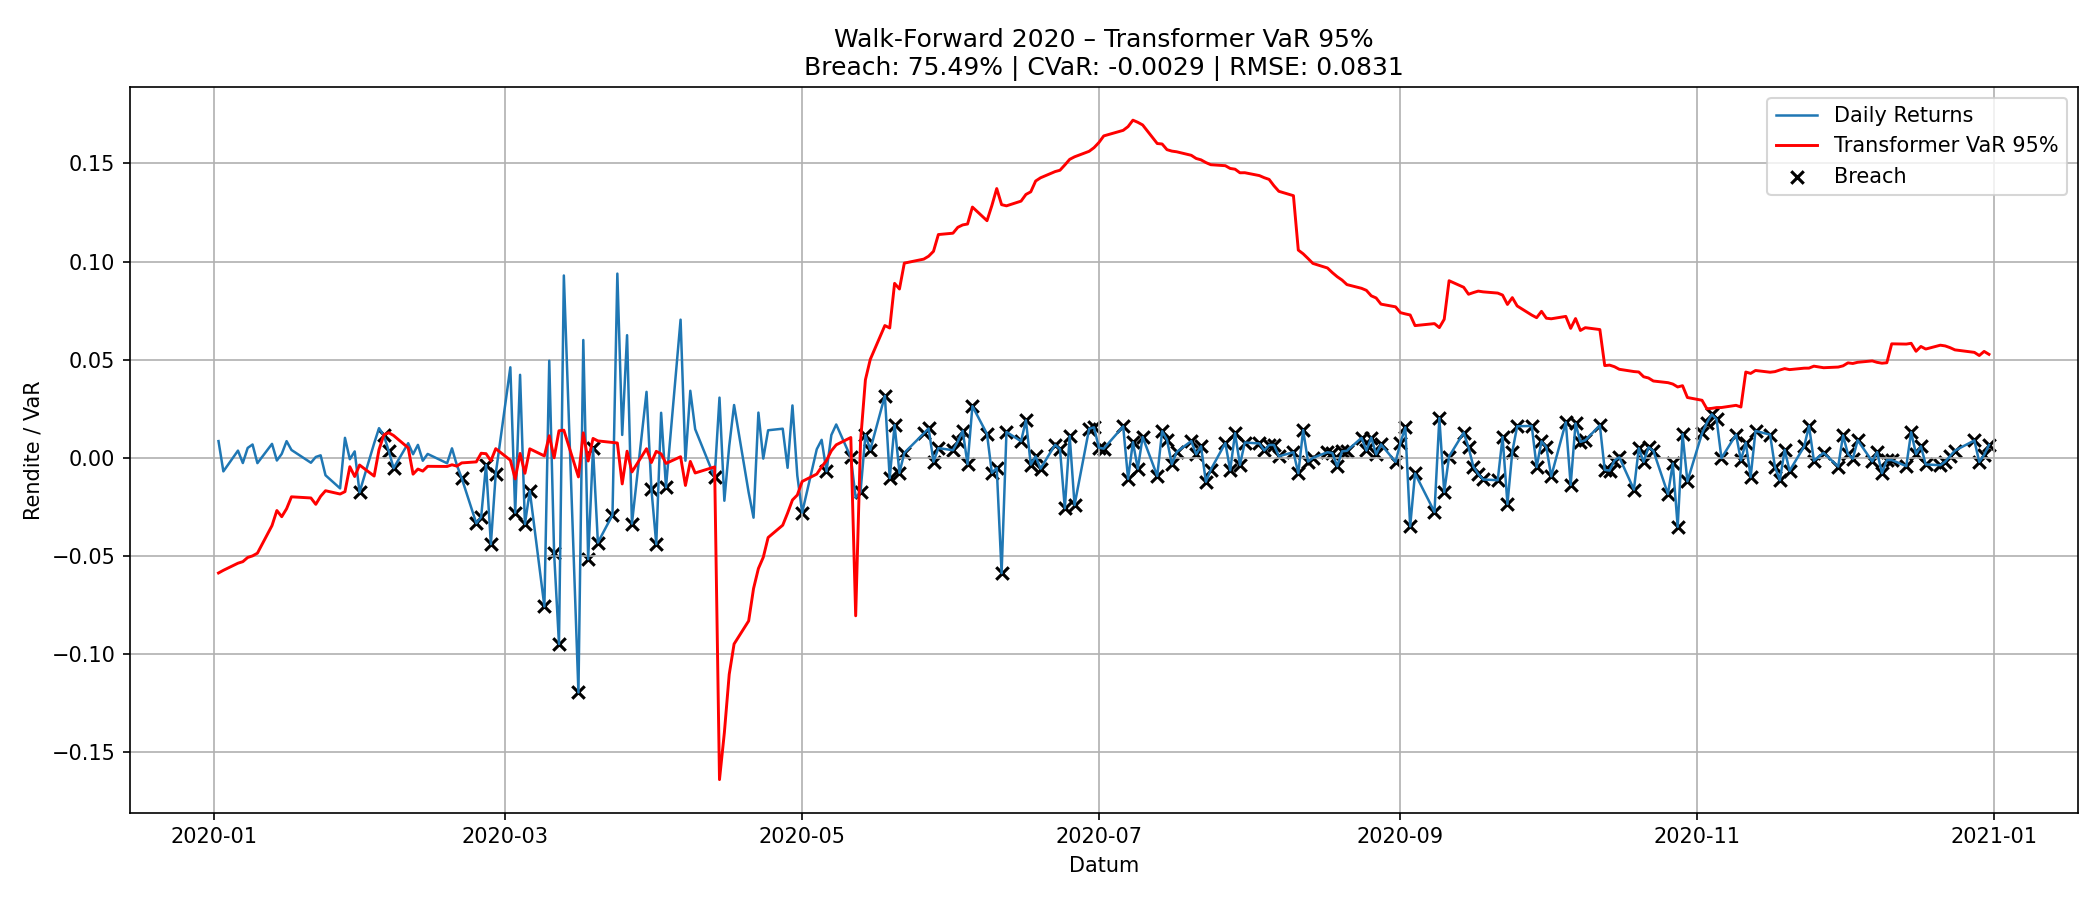 Walk-Forward 2020 – Transformer VaR 95%
Breach: 75.49% | CVaR: -0.0029 | RMSE: 0.0831
Daily Returns
Transformer VaR 95%
Breach
Rendite / VaR
0.15
0.10
0.05
0.00
−0.05
−0.10
−0.15
2020-01
2020-03
2020-05
2020-07
2020-09
2020-11
2021-01
Datum